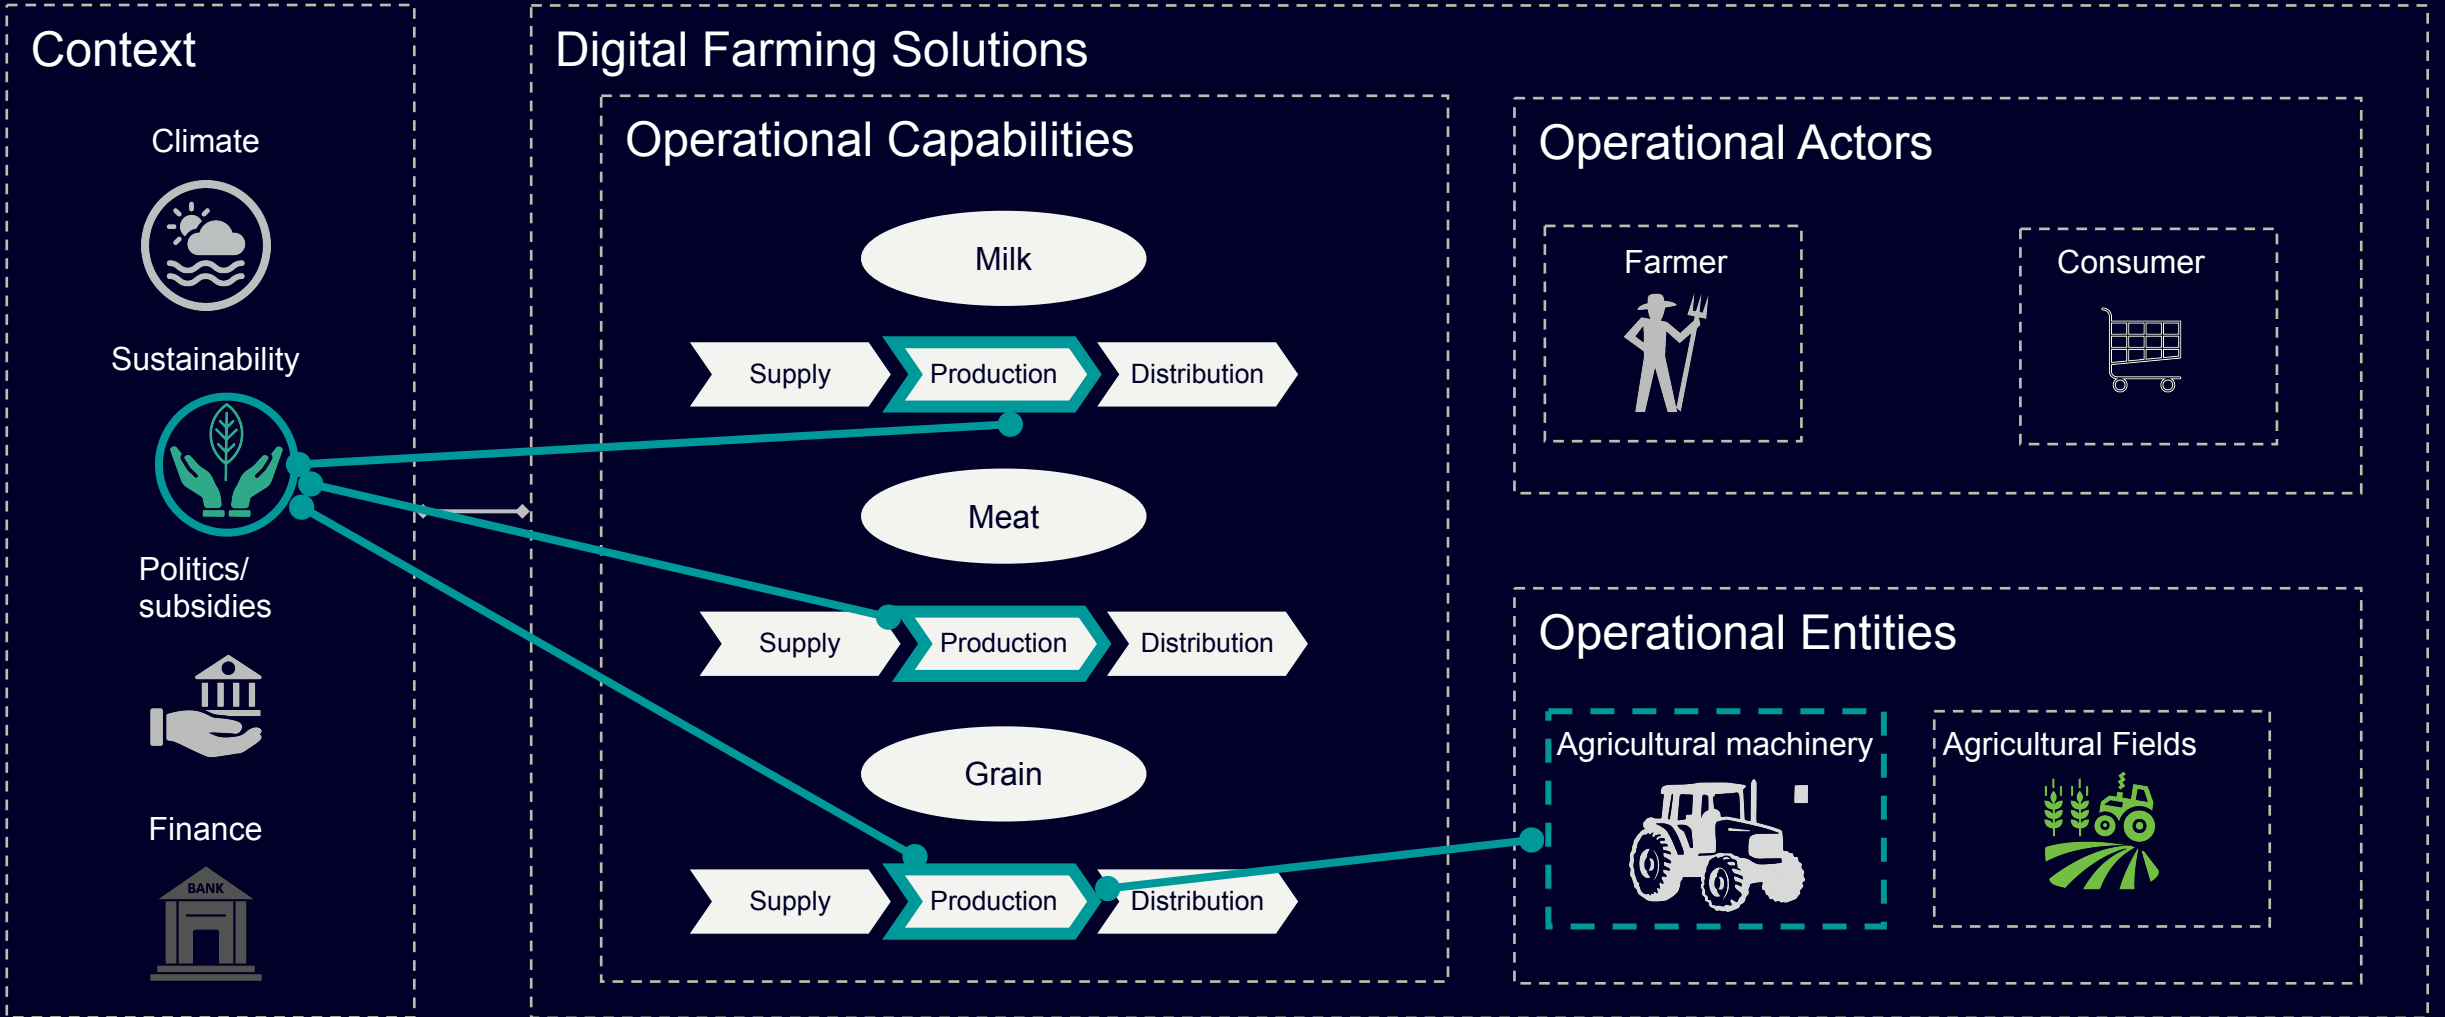 Context
Climate
Sustainability
Politics/
subsidies
Finance
BANK
Digital Farming Solutions
Operational Capabilities
Milk
Supply
Production
Distribution
Meat
Supply
Production
Distribution
Grain
Supply
Production
Distribution
Operational Actors
Farmer
Consumer
Operational Entities
Agricultural machinery
Agricultural Fields